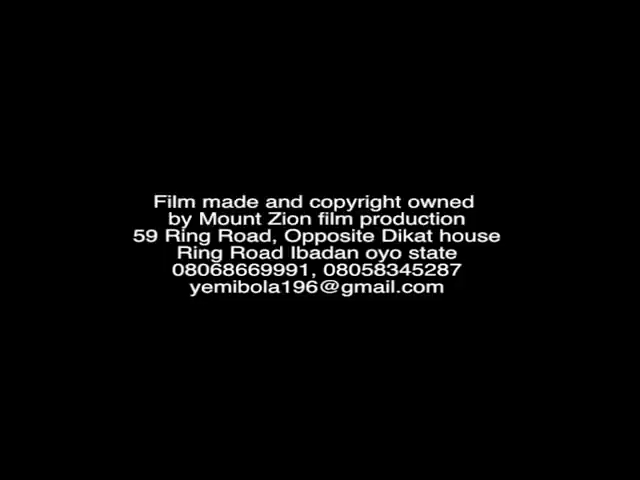 Film made and copyright owned
by Mount Zion film production
59 Ring Road, Opposite Dikat house
Ring Road Ibadan oyo state
08068669991, 08058345287
yemibola196@gmail.com